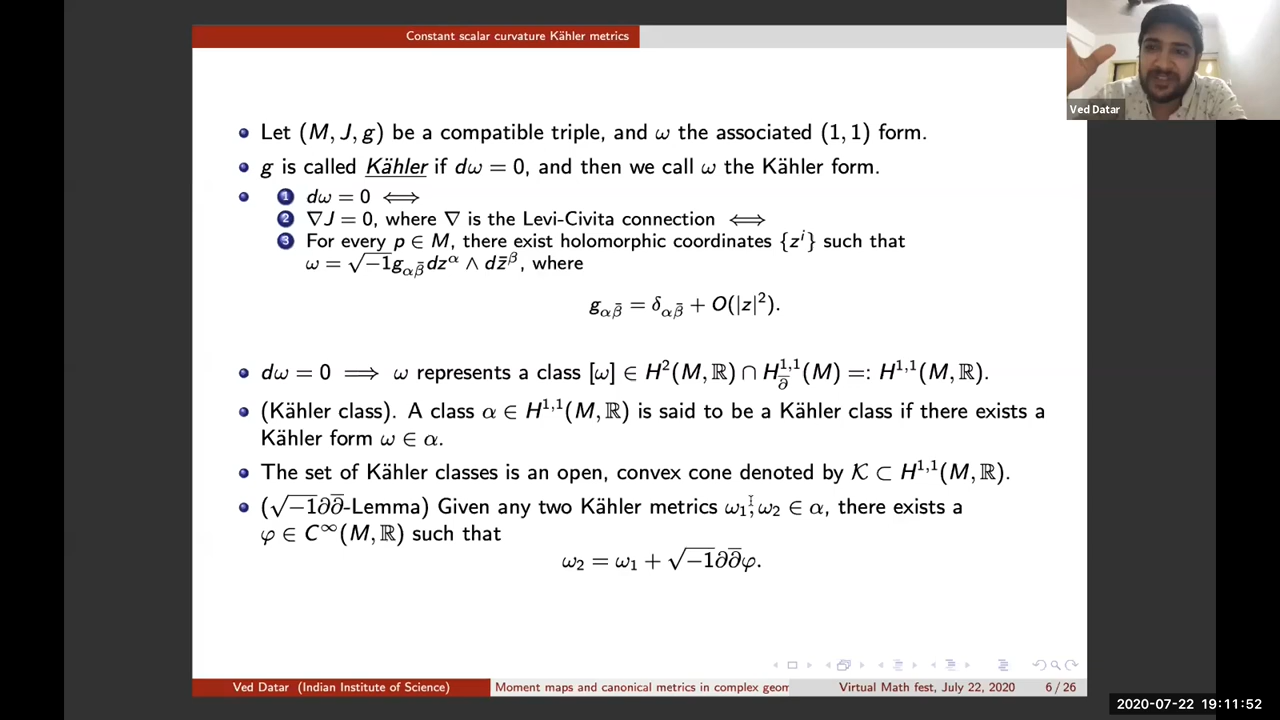 Constant scalar curvature Kähler metrics
Ved Datar
• Let (M, J, g) be a compatible triple, and ω the associated (1, 1) form.
• g is called Kähler if dω = 0, and then we call ω the Kähler form.
• 1 dω = 0 ⟺
2 ∇J = 0, where ∇ is the Levi-Civita connection ⟺
3 For every p ∈ M, there exist holomorphic coordinates {zⁱ} such that
ω = √−1g_{αβ̄}dz^α ∧ dz̄^β, where
g_{αβ̄} = δ_{αβ̄} + O(|z|²).
• dω = 0 ⟹ ω represents a class [ω] ∈ H²(M, ℝ) ∩ H^{1,1}_{∂̄}(M) =: H^{1,1}(M, ℝ).
• (Kähler class). A class α ∈ H^{1,1}(M, ℝ) is said to be a Kähler class if there exists a
Kähler form ω ∈ α.
• The set of Kähler classes is an open, convex cone denoted by 𝒦 ⊂ H^{1,1}(M, ℝ).
• (√−1∂∂̄-Lemma) Given any two Kähler metrics ω₁, ω₂ ∈ α, there exists a
φ ∈ C^∞(M, ℝ) such that
ω₂ = ω₁ + √−1∂∂̄φ.
Ved Datar (Indian Institute of Science)
Moment maps and canonical metrics in complex geom
Virtual Math fest, July 22, 2020
6 / 26
2020-07-22 19:11:52